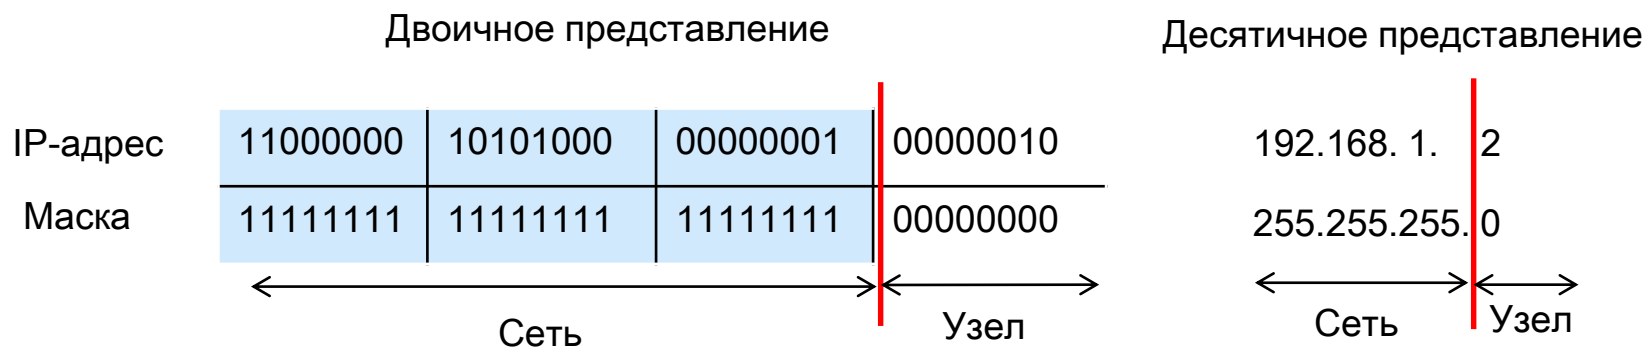 Двоичное представление Десятичное представление
IP-адрес 11000000 10101000 00000001 00000010 192.168. 1. 2
Маска 11111111 11111111 11111111 00000000 255.255.255. 0
Сеть Узел Сеть Узел